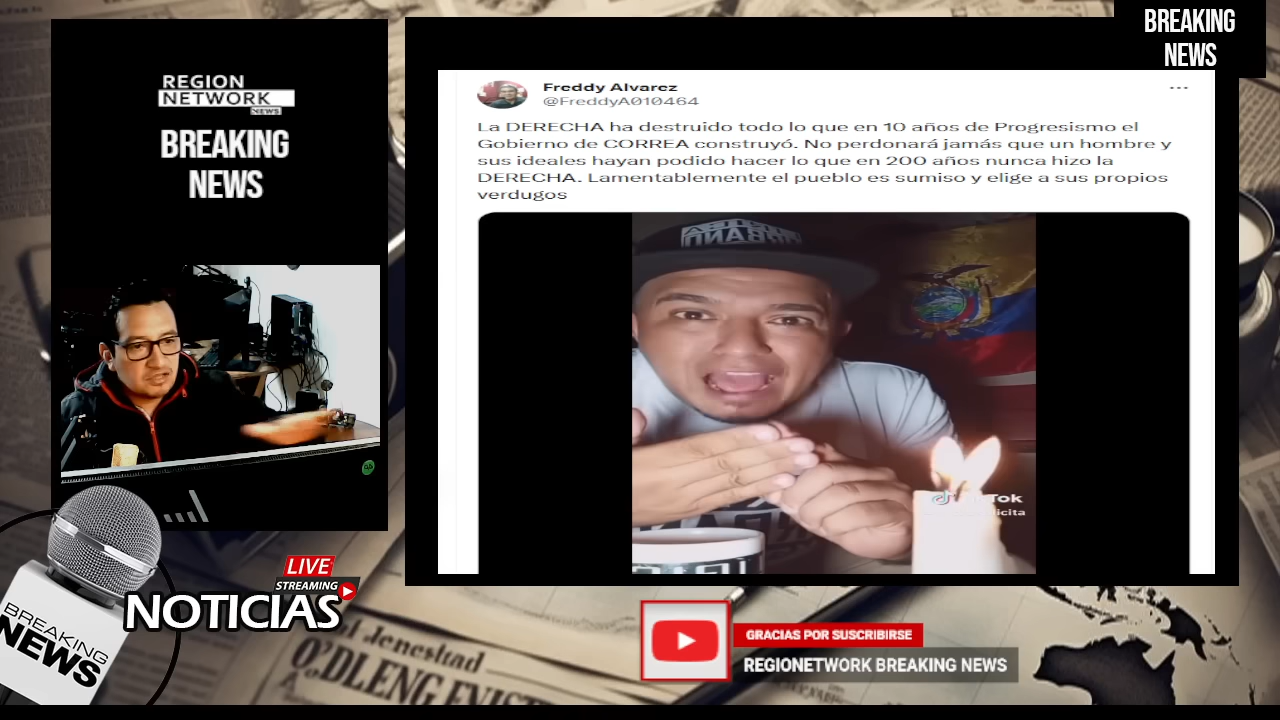 BREAKING
NEWS
REGION
NETWORK
NEWS
BREAKING
NEWS
Freddy Alvarez
@FreddyA010464
La DERECHA ha destruido todo lo que en 10 años de Progresismo el
Gobierno de CORREA construyó. No perdonará jamás que un hombre y
sus ideales hayan podido hacer lo que en 200 años nunca hizo la
DERECHA. Lamentablemente el pueblo es sumiso y elige a sus propios
verdugos
LIVE
STREAMING
NOTICIAS
BREAKING
NEWS
GRACIAS POR SUSCRIBIRSE
REGIONETWORK BREAKING NEWS